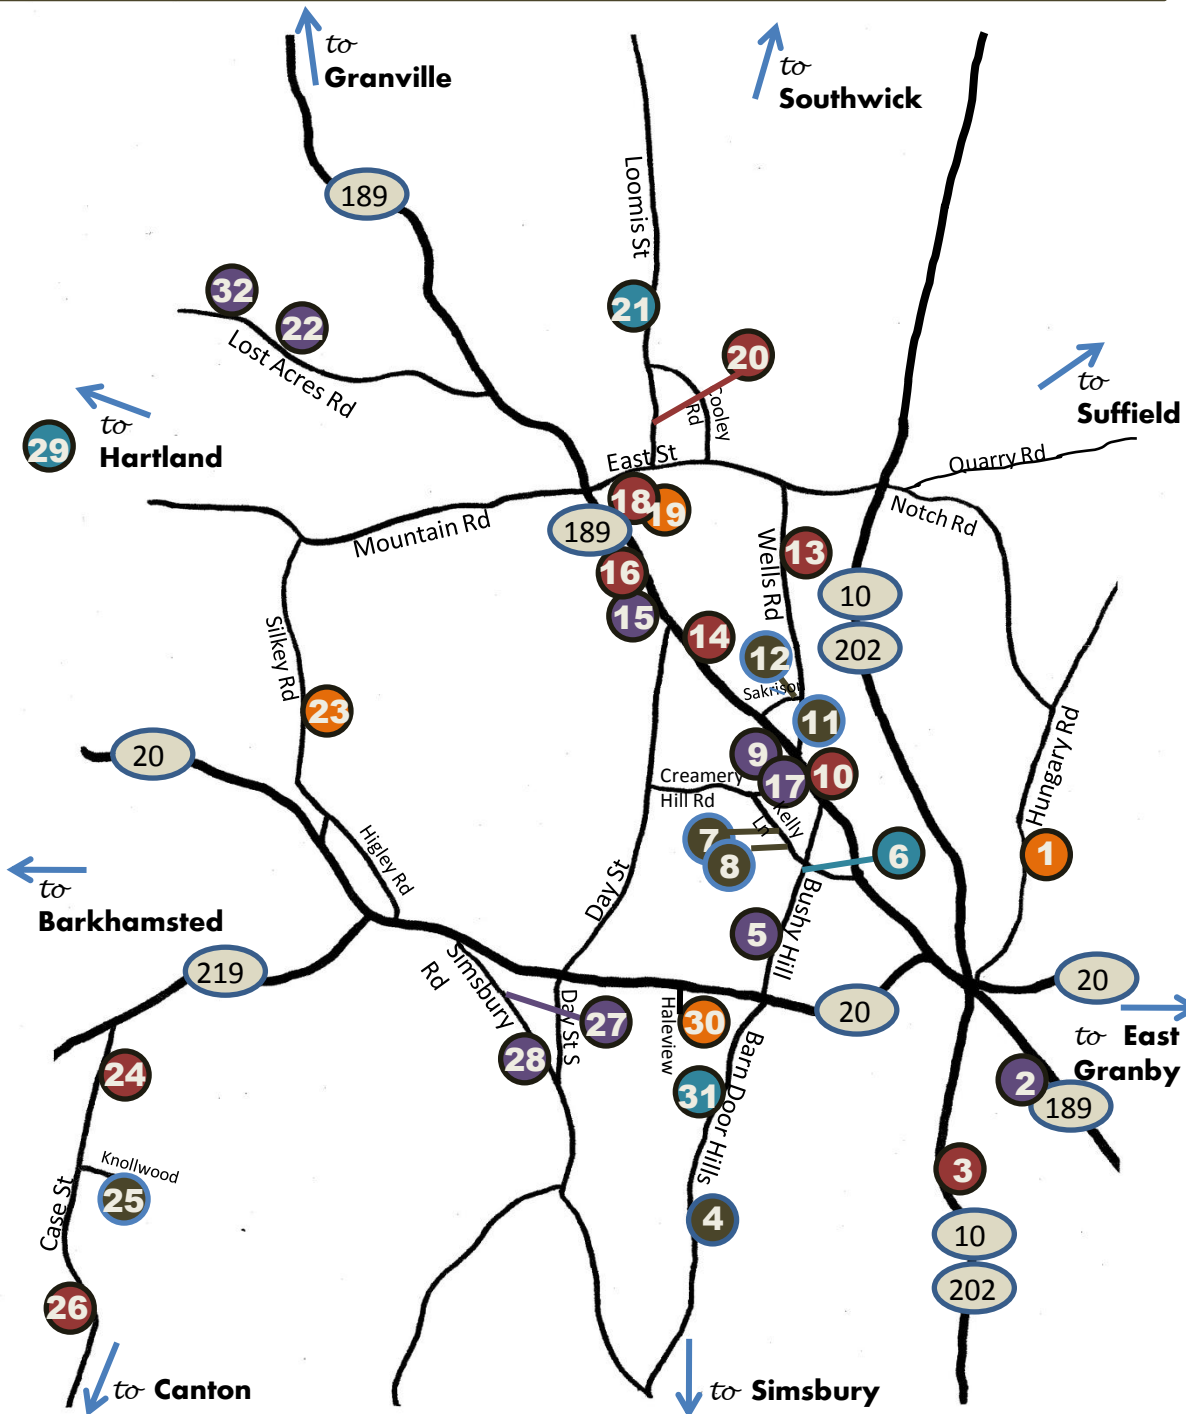 to
Granville
to
Southwick
189
Loomis St
32
22
21
Lost Acres Rd
20
to
Suffield
Cooley
Rd
to
Hartland
29
East St
Quarry Rd
18
19
Notch Rd
Mountain Rd
189
Wells Rd
13
16
10
15
14
202
12
Silkey Rd
Sakrison
23
11
Hungary Rd
20
9
17
10
Creamery
Hill Rd
Kelly
Ln
7
8
6
1
Higley Rd
to
Barkhamsted
Day St
Bushy Hill
5
219
Simsbury
Rd
20
20
Day St S
27
Haleview
30
to East
Granby
28
Barn Door Hills
31
2
189
24
Knollwood
25
3
Case St
4
10
202
26
to Canton
to Simsbury